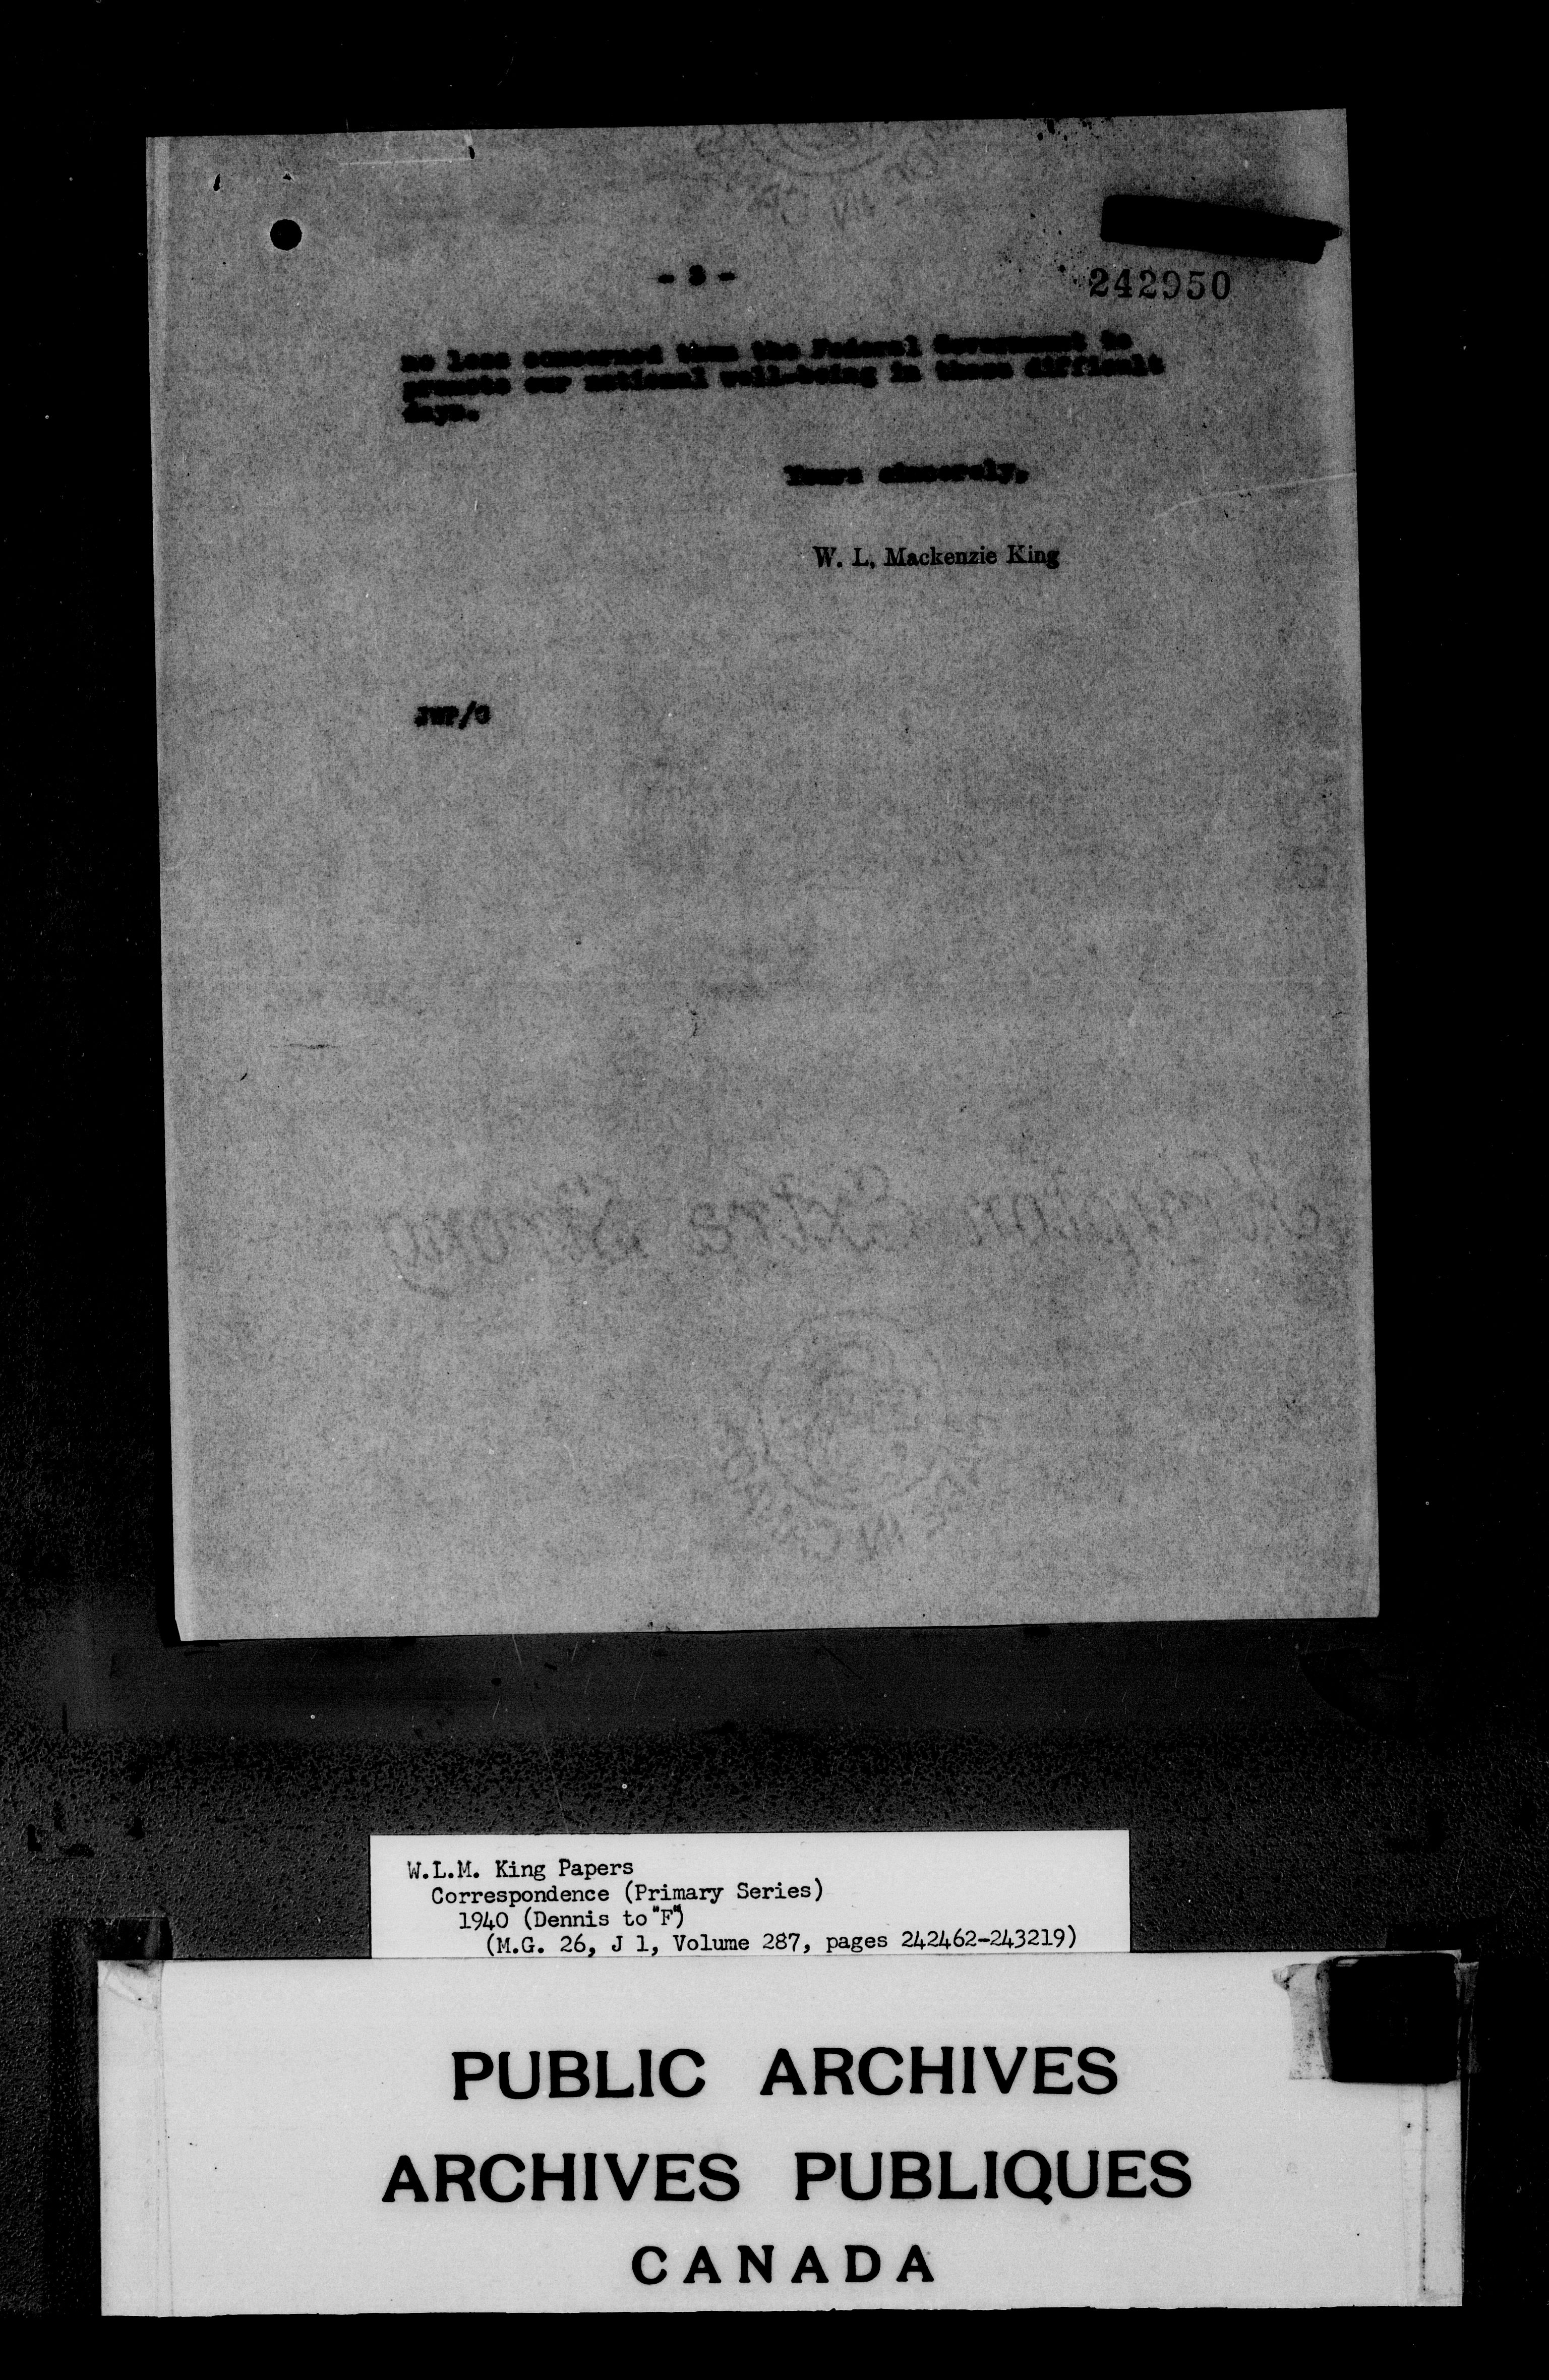 - 3 -
242950
no less concerned than the Federal Government to
promote our national well-being in these difficult
days.
Yours sincerely,
W. L. Mackenzie King
JWP/G
Extra Strong
W.L.M. King Papers
Correspondence (Primary Series)
1940 (Dennis to "F")
(M.G. 26, J 1, Volume 287, pages 242462-243219)
PUBLIC ARCHIVES
ARCHIVES PUBLIQUES
CANADA